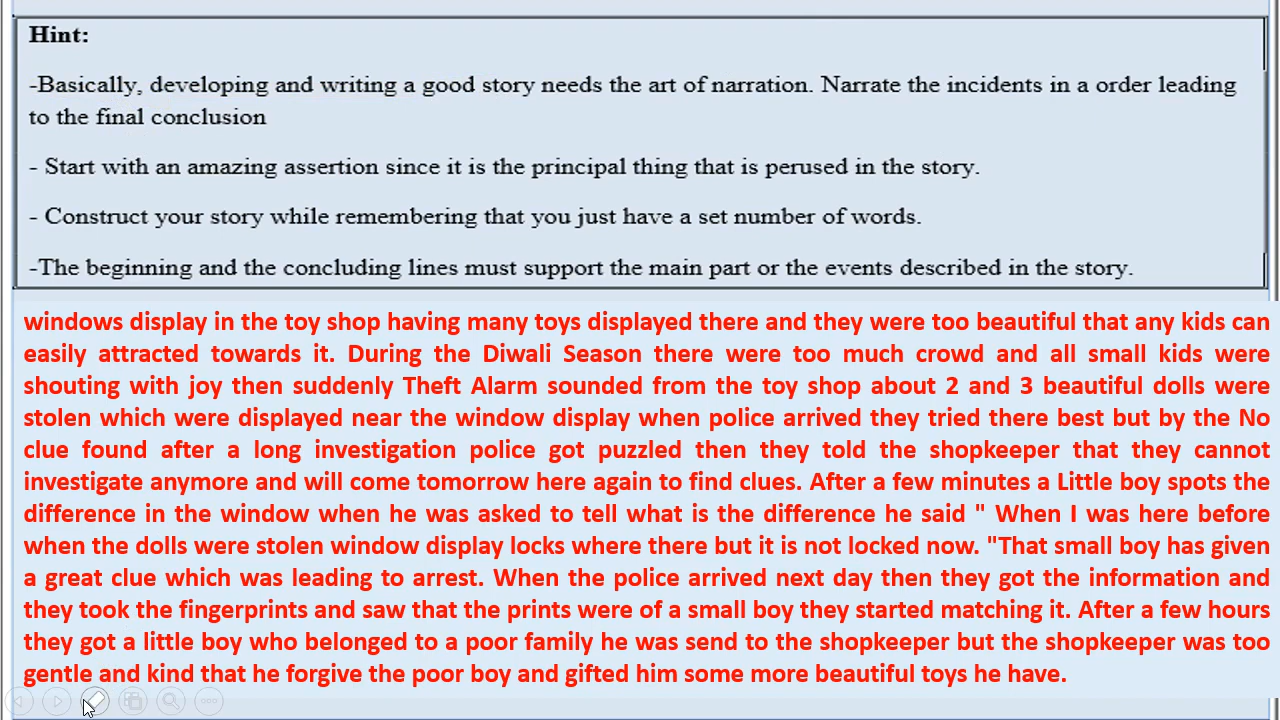 Hint:
-Basically, developing and writing a good story needs the art of narration. Narrate the incidents in a order leading
to the final conclusion
- Start with an amazing assertion since it is the principal thing that is perused in the story.
- Construct your story while remembering that you just have a set number of words.
-The beginning and the concluding lines must support the main part or the events described in the story.
windows display in the toy shop having many toys displayed there and they were too beautiful that any kids can
easily attracted towards it. During the Diwali Season there were too much crowd and all small kids were
shouting with joy then suddenly Theft Alarm sounded from the toy shop about 2 and 3 beautiful dolls were
stolen which were displayed near the window display when police arrived they tried there best but by the No
clue found after a long investigation police got puzzled then they told the shopkeeper that they cannot
investigate anymore and will come tomorrow here again to find clues. After a few minutes a Little boy spots the
difference in the window when he was asked to tell what is the difference he said " When I was here before
when the dolls were stolen window display locks where there but it is not locked now. "That small boy has given
a great clue which was leading to arrest. When the police arrived next day then they got the information and
they took the fingerprints and saw that the prints were of a small boy they started matching it. After a few hours
they got a little boy who belonged to a poor family he was send to the shopkeeper but the shopkeeper was too
gentle and kind that he forgive the poor boy and gifted him some more beautiful toys he have.